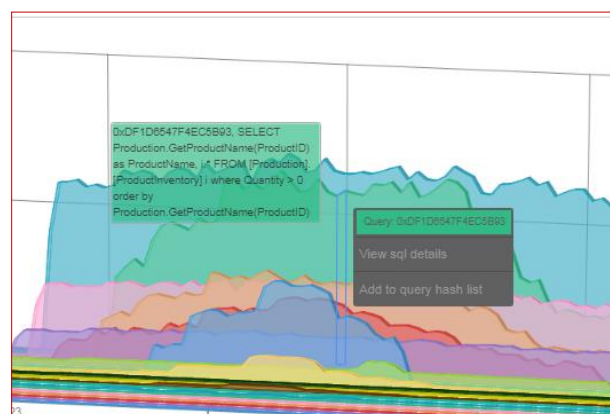 0xDF1D6547F4EC5B93, SELECT
Production.GetProductName(ProductID)
as ProductName, i.* FROM [Production].
[ProductInventory] i where Quantity > 0
order by
Production.GetProductName(ProductID)
Query: 0xDF1D6547F4EC5B93
View sql details
Add to query hash list
23